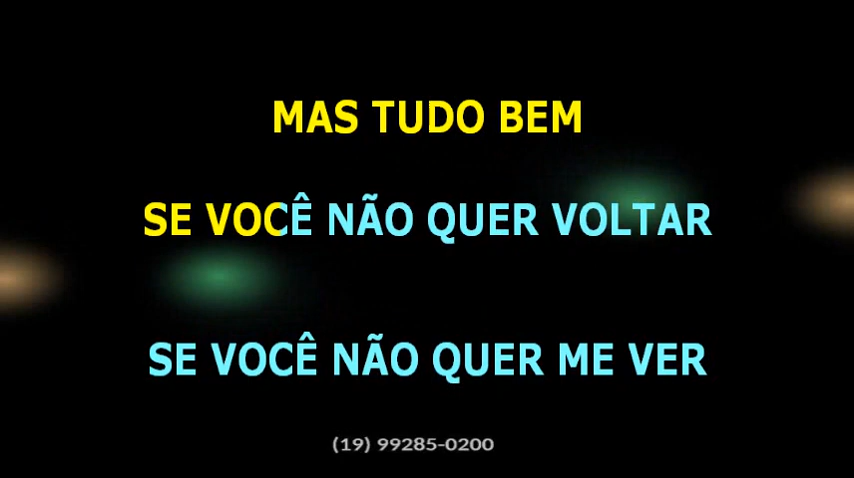 MAS TUDO BEM
SE VOCÊ NÃO QUER VOLTAR
SE VOCÊ NÃO QUER ME VER
(19) 99285-0200